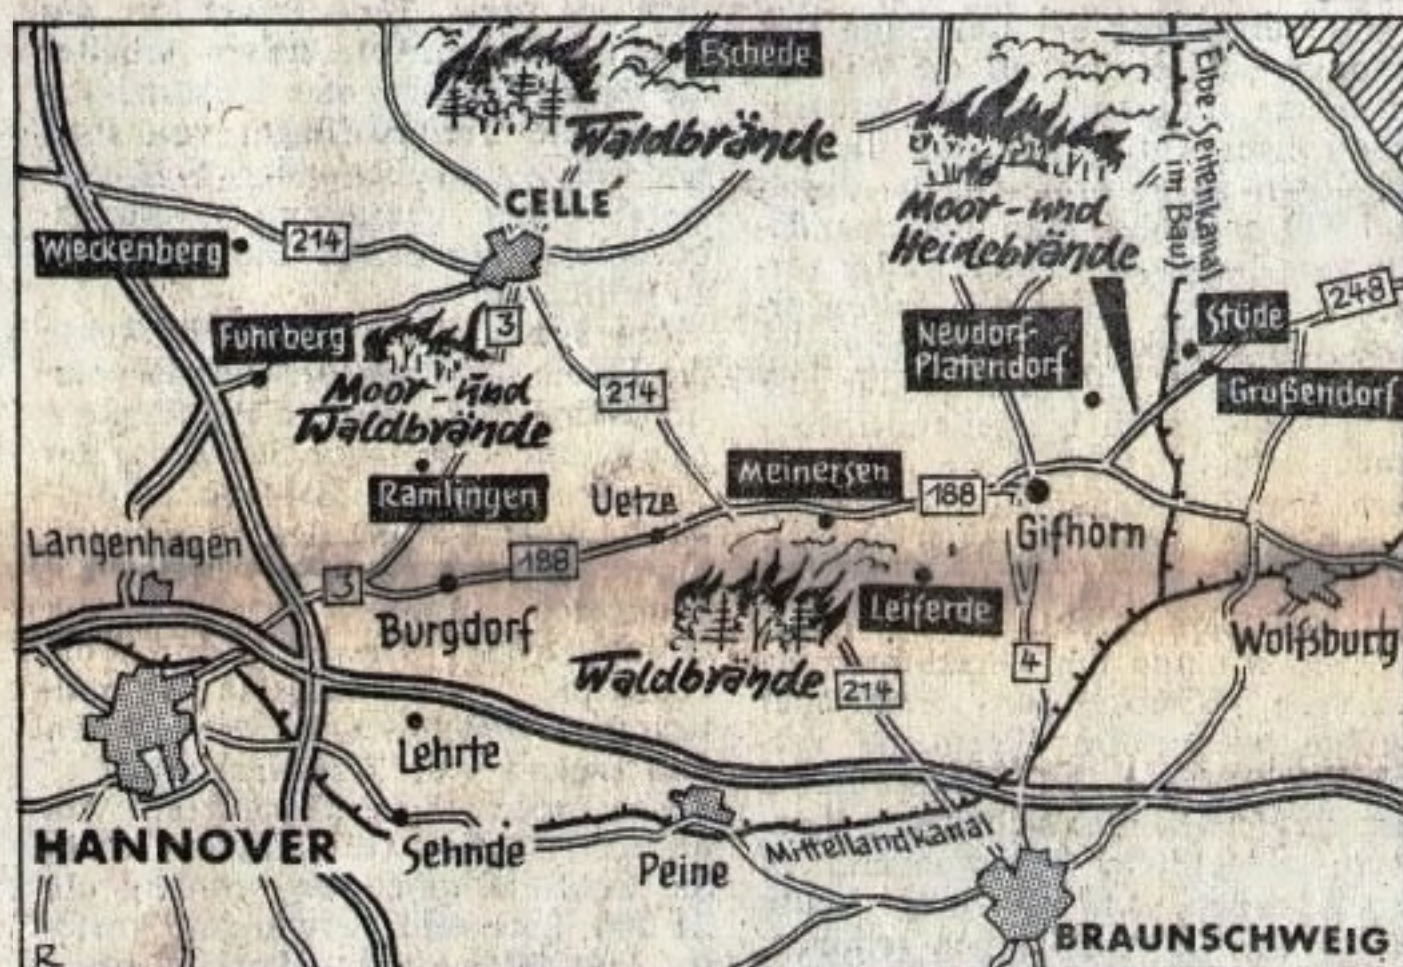 Eschede
Waldbrände
CELLE
Wieckenberg
214
Moor- und
Heidebrände
Elbe-Seitenkanal
(im Bau)
248
Fuhrberg
3
Moor- und
Waldbrände
214
Neudorf-
Platendorf
Stüde
Grußendorf
Ramlingen
Uetze
Meinersen
188
Gifhorn
Langenhagen
3
188
Burgdorf
Leiferde
Wolfsburg
Waldbrände
214
4
Lehrte
HANNOVER
Sehnde
Peine
Mittellandkanal
BRAUNSCHWEIG
R